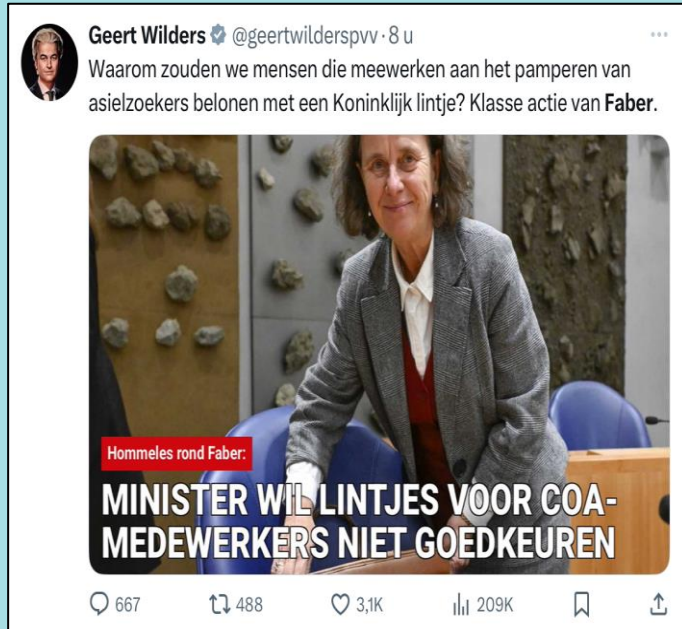 Geert Wilders @geertwilderspvv · 8 u
Waarom zouden we mensen die meewerken aan het pamperen van
asielzoekers belonen met een Koninklijk lintje? Klasse actie van Faber.
Hommeles rond Faber:
MINISTER WIL LINTJES VOOR COA-
MEDEWERKERS NIET GOEDKEUREN
667 488 3,1K 209K